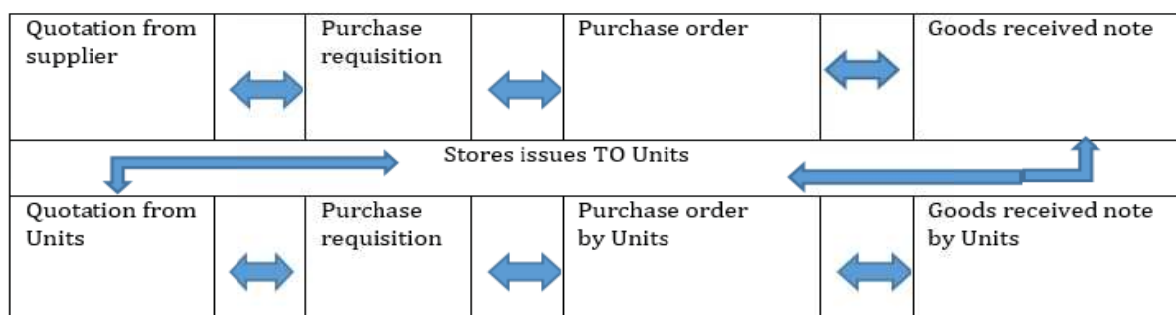 Quotation from
supplier
Purchase
requisition
Purchase order
Goods received note
Stores issues TO Units
Quotation from
Units
Purchase
requisition
Purchase order
by Units
Goods received note
by Units